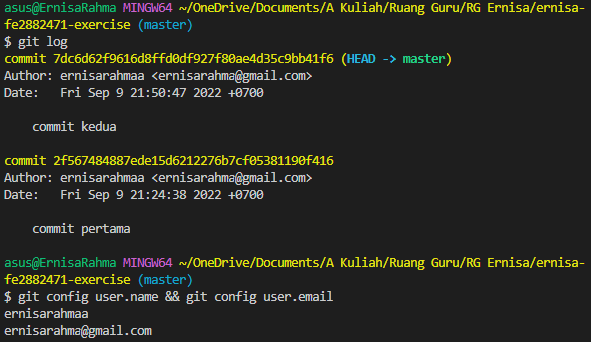 asus@ErnisaRahma MINGW64 ~/OneDrive/Documents/A Kuliah/Ruang Guru/RG Ernisa/ernisa-
fe2882471-exercise (master)
$ git log
commit 7dc6d62f9616d8ffd0df927f80ae4d35c9bb41f6 (HEAD -> master)
Author: ernisarahmaa <ernisarahma@gmail.com>
Date:   Fri Sep 9 21:50:47 2022 +0700

    commit kedua

commit 2f567484887ede15d6212276b7cf05381190f416
Author: ernisarahmaa <ernisarahma@gmail.com>
Date:   Fri Sep 9 21:24:38 2022 +0700

    commit pertama

asus@ErnisaRahma MINGW64 ~/OneDrive/Documents/A Kuliah/Ruang Guru/RG Ernisa/ernisa-
fe2882471-exercise (master)
$ git config user.name && git config user.email
ernisarahmaa
ernisarahma@gmail.com